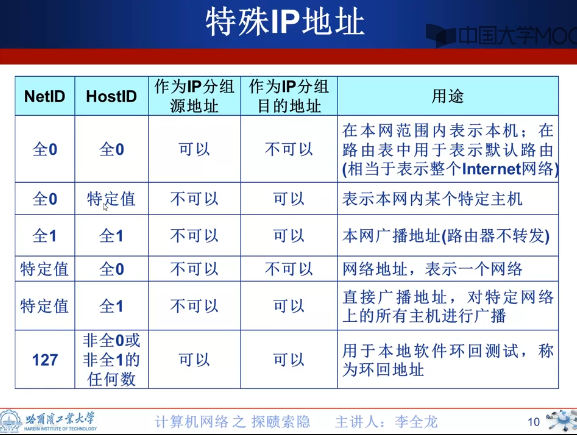 特殊IP地址
中国大学MOOC
NetID
HostID
作为IP分组
源地址
作为IP分组
目的地址
用途
全0
全0
可以
不可以
在本网范围内表示本机；在
路由表中用于表示默认路由
(相当于表示整个Internet网络)
全0
特定值
不可以
可以
表示本网内某个特定主机
全1
全1
不可以
可以
本网广播地址(路由器不转发)
特定值
全0
不可以
不可以
网络地址，表示一个网络
特定值
全1
不可以
可以
直接广播地址，对特定网络
上的所有主机进行广播
127
非全0或
非全1的
任何数
可以
可以
用于本地软件环回测试，称
为环回地址
哈尔滨工业大学
HARBIN INSTITUTE OF TECHNOLOGY
计算机网络 之 探赜索隐
主讲人：李全龙
10